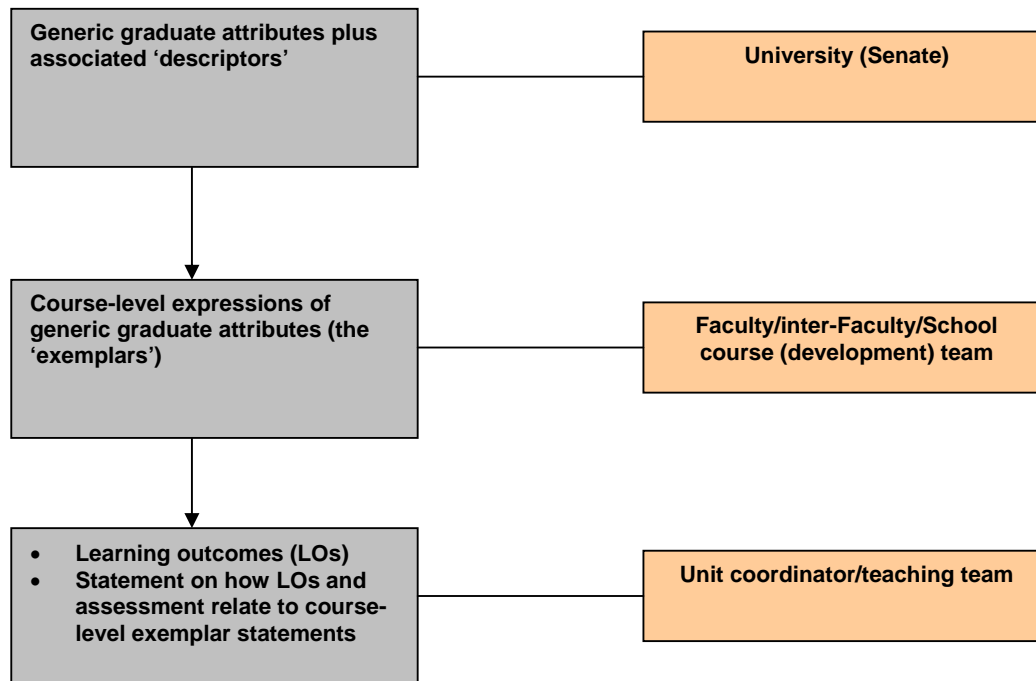 Generic graduate attributes plus
associated ‘descriptors’
University (Senate)
Course-level expressions of
generic graduate attributes (the
‘exemplars’)
Faculty/inter-Faculty/School
course (development) team
• Learning outcomes (LOs)
• Statement on how LOs and
assessment relate to course-
level exemplar statements
Unit coordinator/teaching team